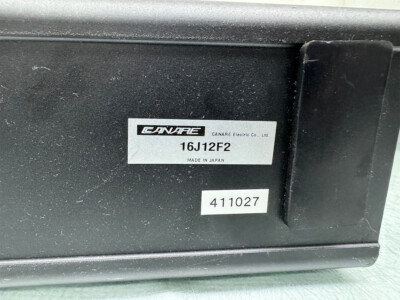 CANARE CANARE Electric Co., Ltd.
16J12F2
MADE IN JAPAN
411027